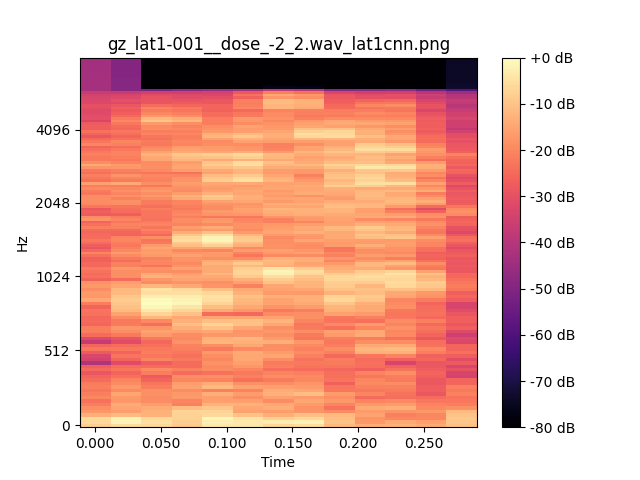 gz_lat1-001__dose_-2_2.wav_lat1cnn.png
Hz
4096
2048
1024
512
0
0.000 0.050 0.100 0.150 0.200 0.250
Time
+0 dB
-10 dB
-20 dB
-30 dB
-40 dB
-50 dB
-60 dB
-70 dB
-80 dB